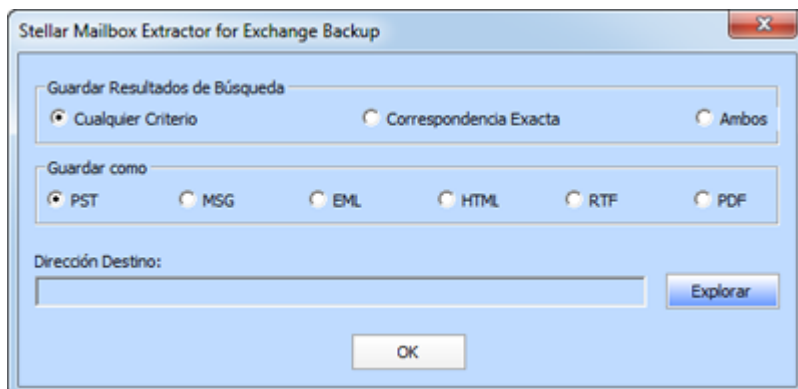 Stellar Mailbox Extractor for Exchange Backup
Guardar Resultados de Búsqueda
Cualquier Criterio Correspondencia Exacta Ambos
Guardar como
PST MSG EML HTML RTF PDF
Dirección Destino:
Explorar
OK